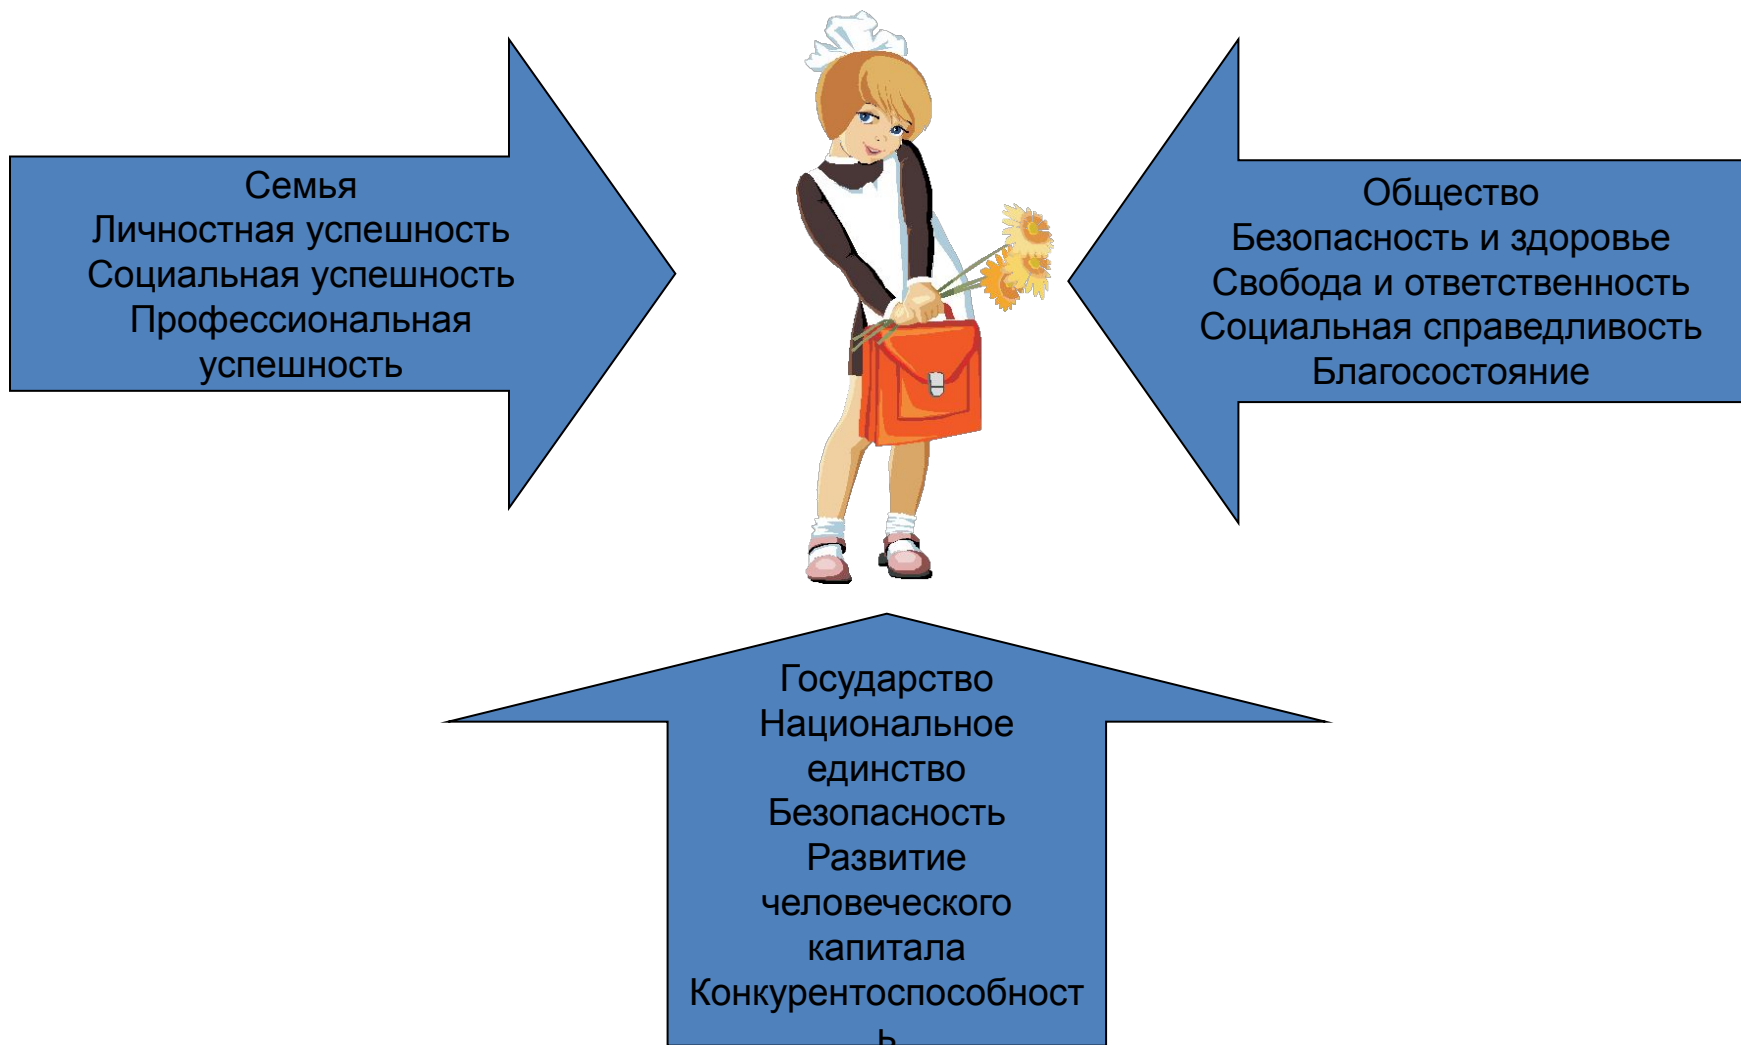 Семья
Личностная успешность
Социальная успешность
Профессиональная
успешность
Общество
Безопасность и здоровье
Свобода и ответственность
Социальная справедливость
Благосостояние
Государство
Национальное
единство
Безопасность
Развитие
человеческого
капитала
Конкурентоспособност
ь